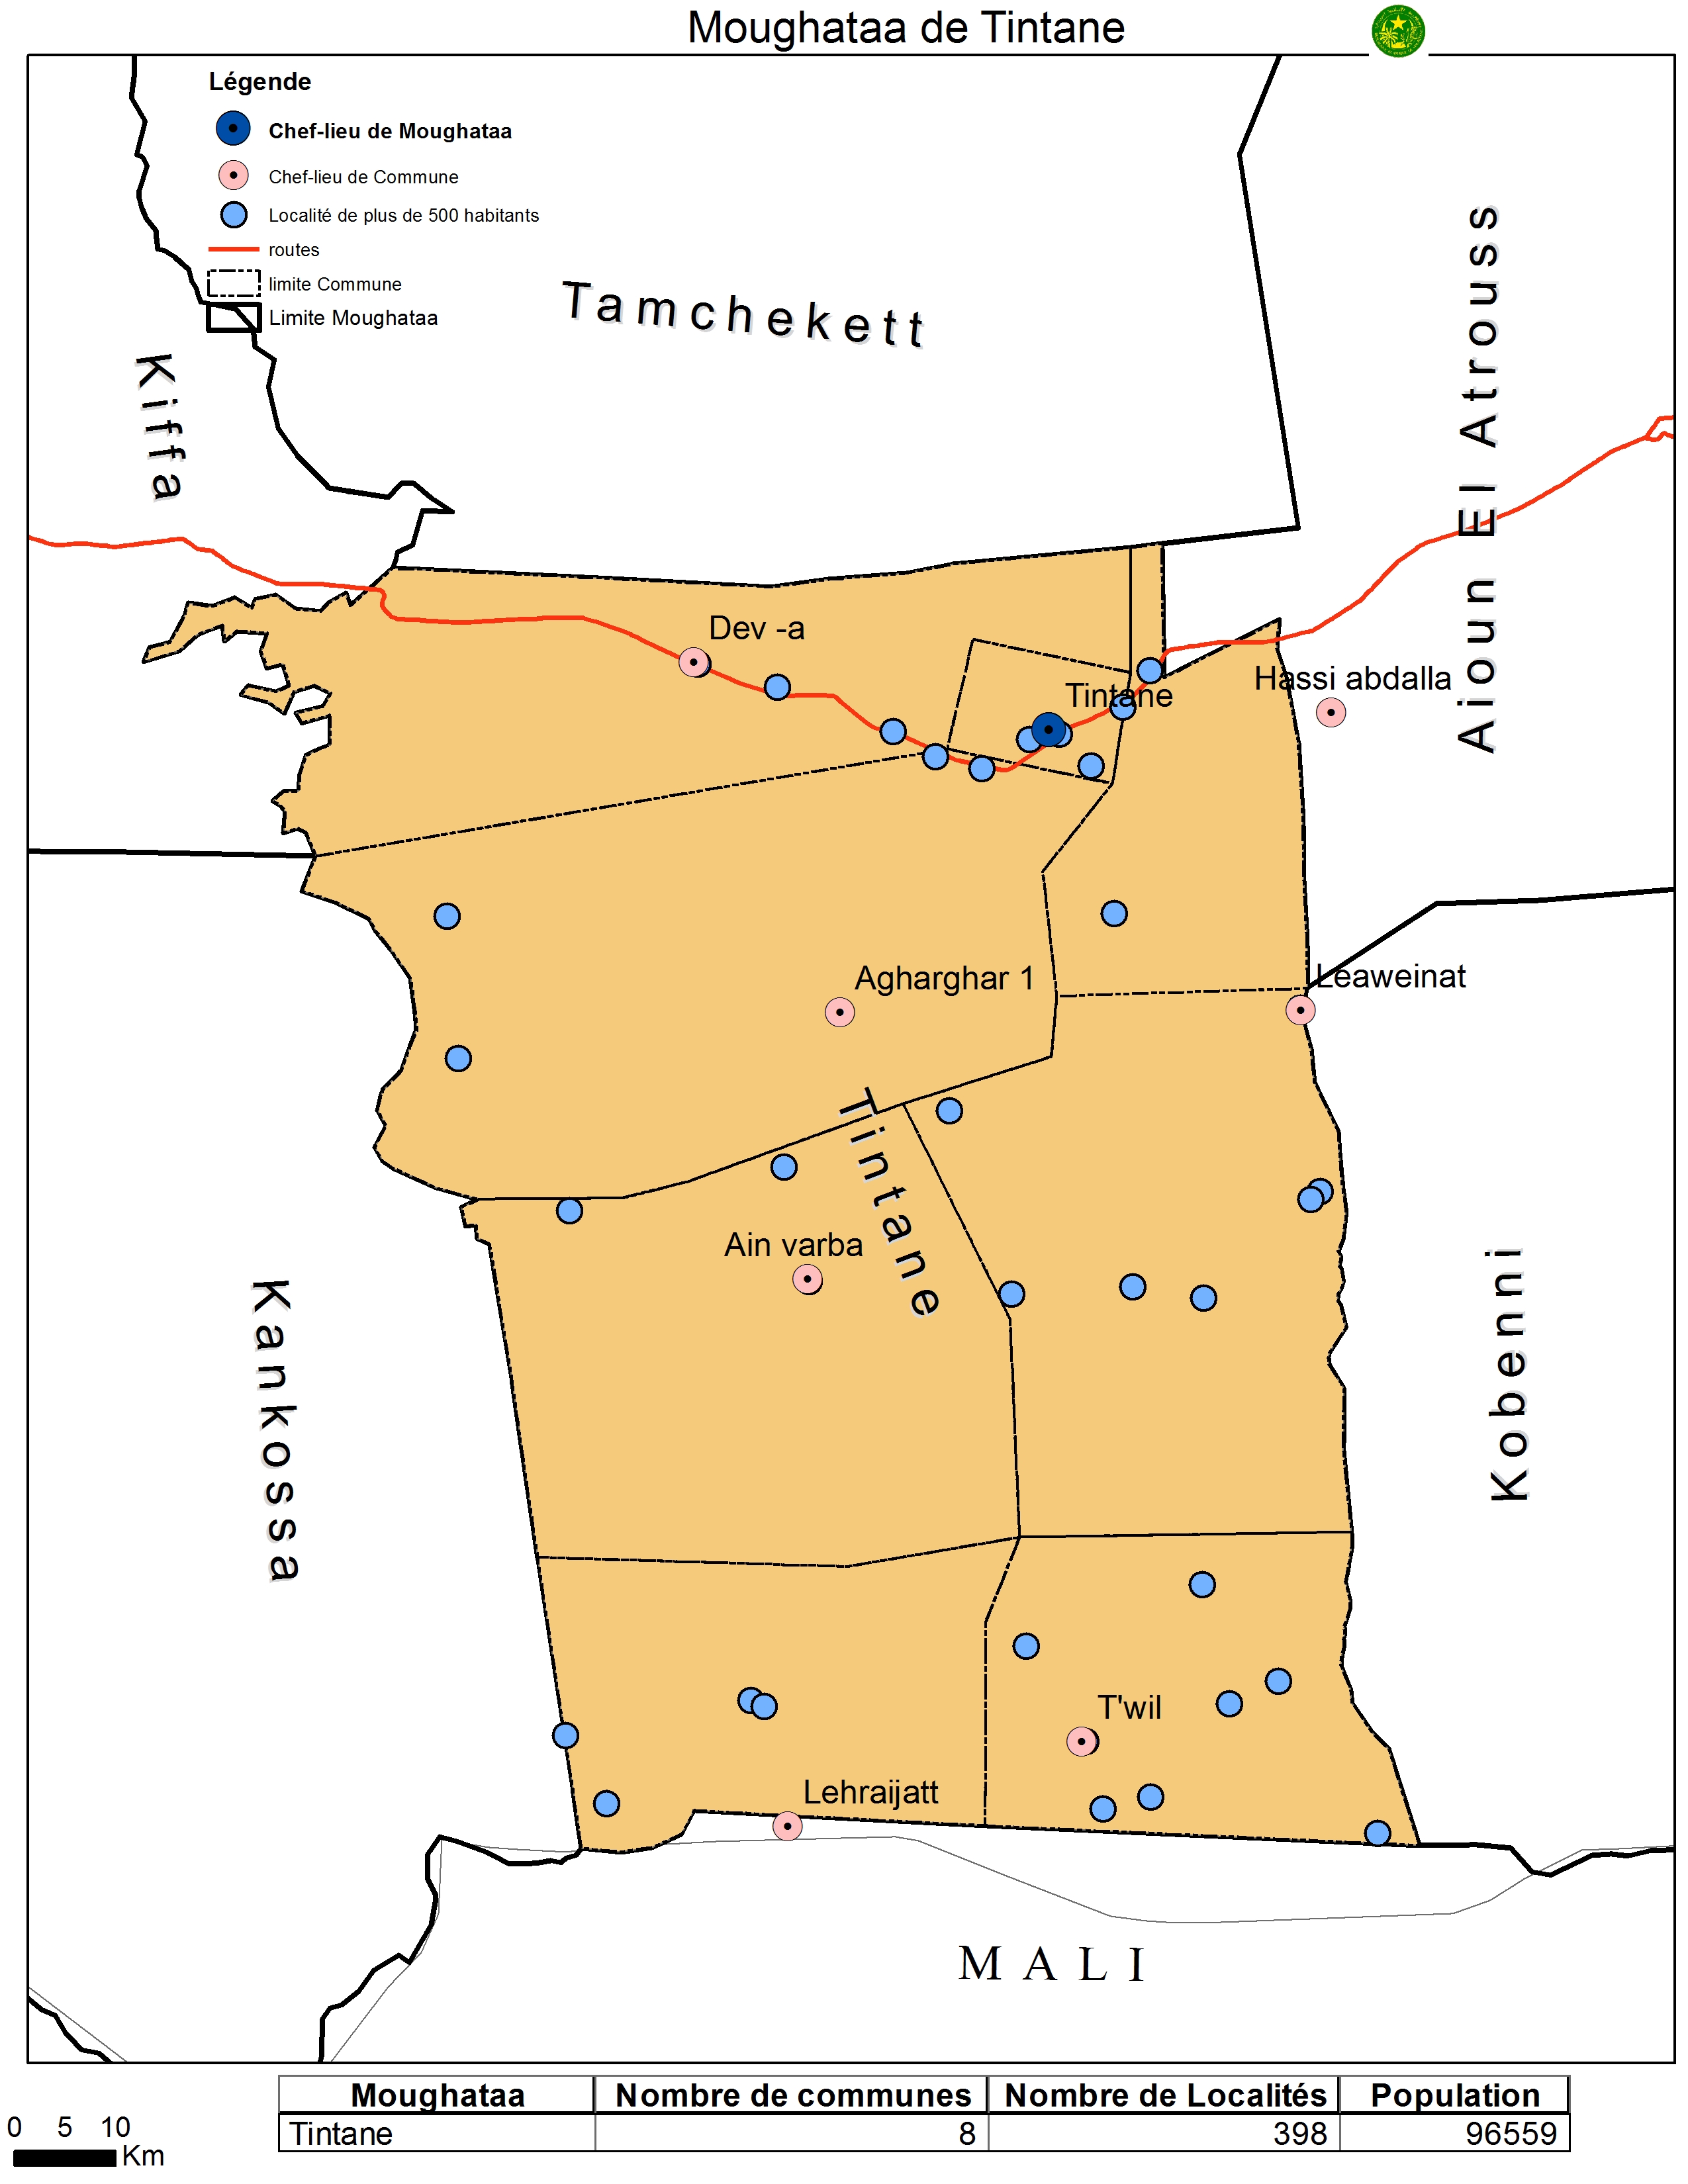 Moughataa de Tintane
Légende
Chef-lieu de Moughataa
Chef-lieu de Commune
Localité de plus de 500 habitants
routes
limite Commune
Limite Moughataa
Tamchekett
Kiffa
Aioun El Atrouss
Dev -a
Tintane
Hassi abdalla
Agharghar 1
Leaweinat
Tintane
Ain varba
Kankossa
Kobenni
T'wil
Lehraijatt
MALI
Moughataa Nombre de communes Nombre de Localités Population
Tintane 8 398 96559
0 5 10
Km